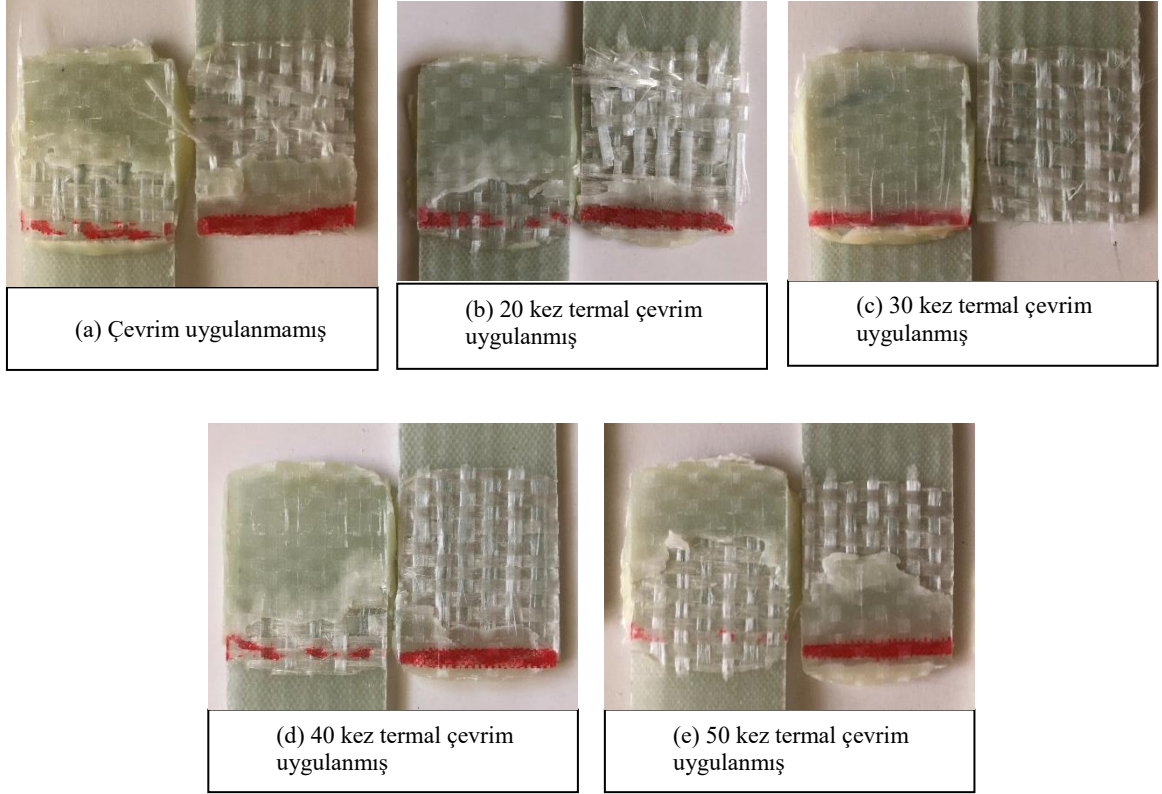 (a) Çevrim uygulanmamış
(b) 20 kez termal çevrim
uygulanmış
(c) 30 kez termal çevrim
uygulanmış
(d) 40 kez termal çevrim
uygulanmış
(e) 50 kez termal çevrim
uygulanmış